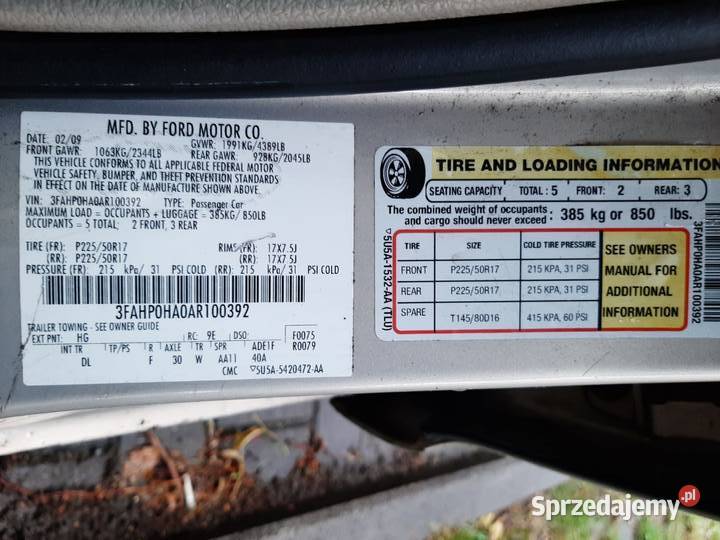 MFD. BY FORD MOTOR CO.
DATE 02/09 GVWR: 1991KG/4389LB
FRONT GAWR: 1063KG/2344LB REAR GAWR: 928KG/2045LB
THIS VEHICLE CONFORMS TO ALL APPLICABLE FEDERAL MOTOR
VEHICLE SAFETY, BUMPER, AND THEFT PREVENTION STANDARDS
IN EFFECT ON THE DATE OF MANUFACTURE SHOWN ABOVE.
VIN: 3FAHP0HA0AR100392 TYPE: Passenger Car
MAXIMUM LOAD = OCCUPANTS + LUGGAGE = 385KG/850LB
OCCUPANTS = 5 TOTAL; 2 FRONT, 3 REAR
TIRE (FR): P225/50R17 RIMS(FR): 17X7.5J
(RR): P225/50R17 (RR) 17X7.5J
PRESSURE (FR) 215 kPa/ 31 PSI COLD (RR) 215 kPa/ 31 PSI COLD
3FAHP0HA0AR100392
TRAILER TOWING - SEE OWNER GUIDE
EXT PNT: HG RC: 9E DSO: F0075
R0079
INT TR TP/PS R AXLE TR SPR ADE1F
DL F 30 W AA11 40A
CMC ▽5U5A-5420472-AA
TIRE AND LOADING INFORMATION
SEATING CAPACITY TOTAL: 5 FRONT: 2 REAR: 3
The combined weight of occupants
and cargo should never exceed : 385 kg or 850 lbs.
TIRE SIZE COLD TIRE PRESSURE
FRONT P225/50R17 215 KPA, 31 PSI
REAR P225/50R17 215 KPA, 31 PSI
SPARE T145/80D16 415 KPA, 60 PSI
SEE OWNERS
MANUAL FOR
ADDITIONAL
INFORMATION
▽5U5A-1532-AA (TLU)
3FAHP0HA0AR100392
Sprzedajemy.pl